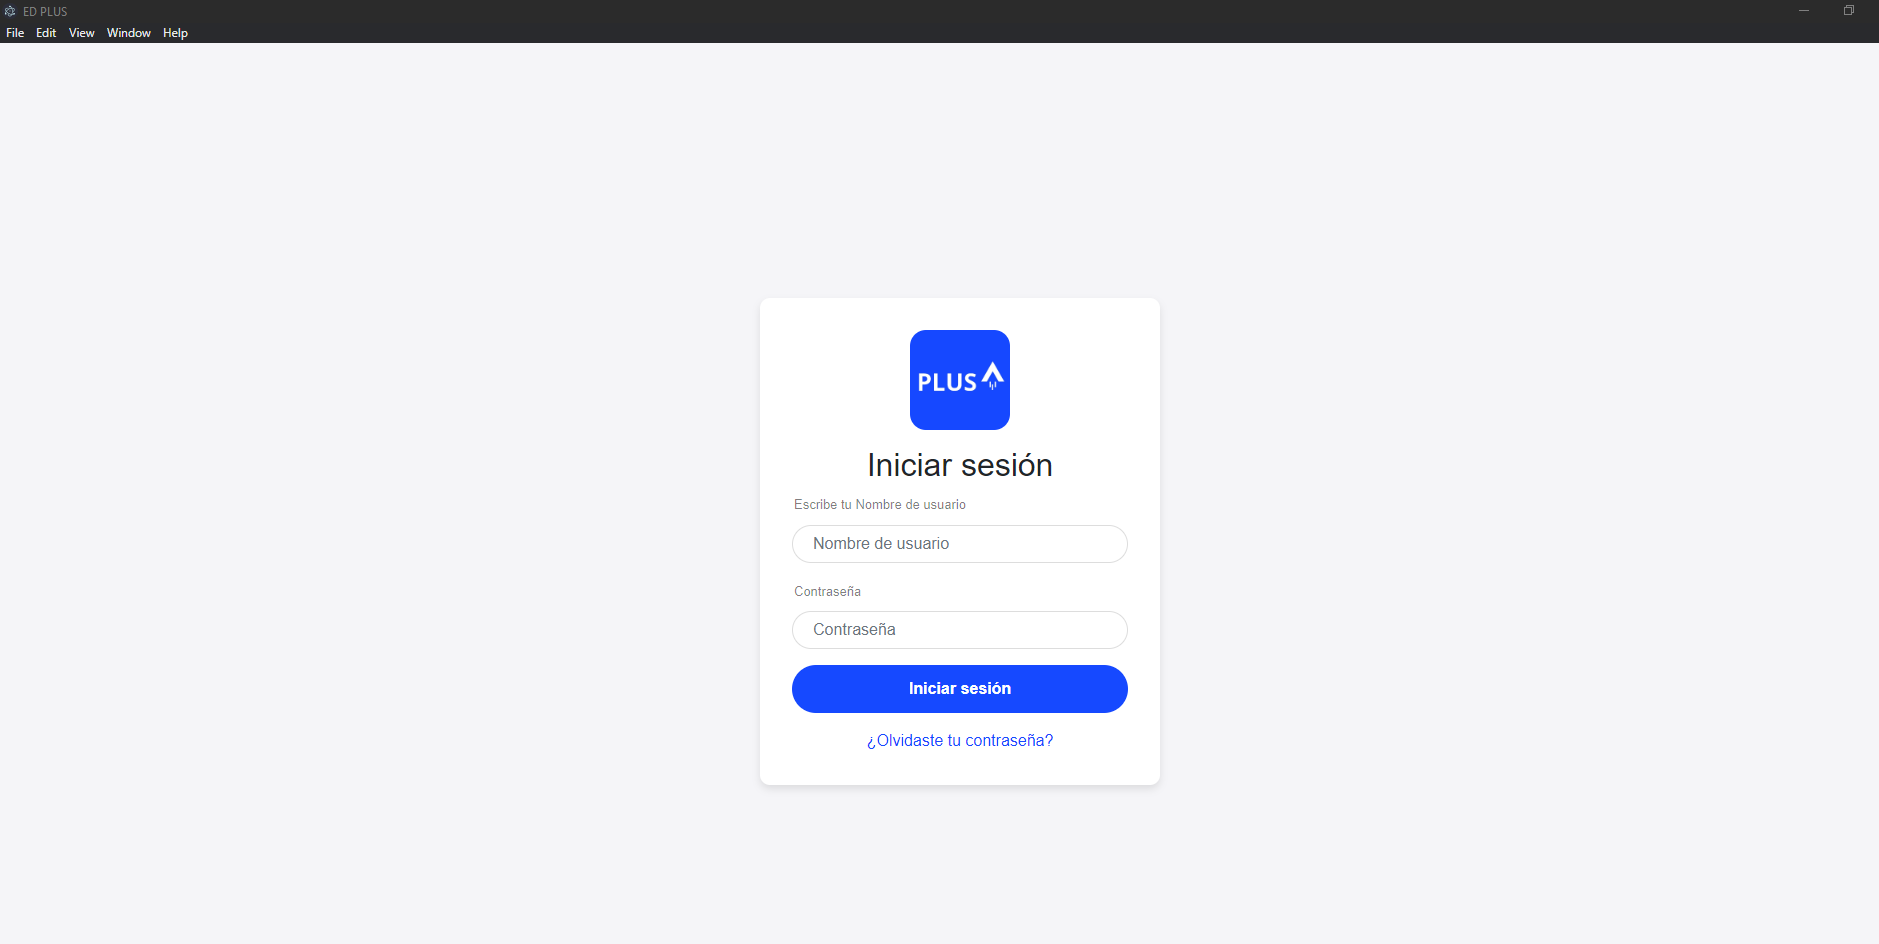 ED PLUS
File Edit View Window Help
PLUS
Iniciar sesión
Escribe tu Nombre de usuario
Nombre de usuario
Contraseña
Contraseña
Iniciar sesión
¿Olvidaste tu contraseña?